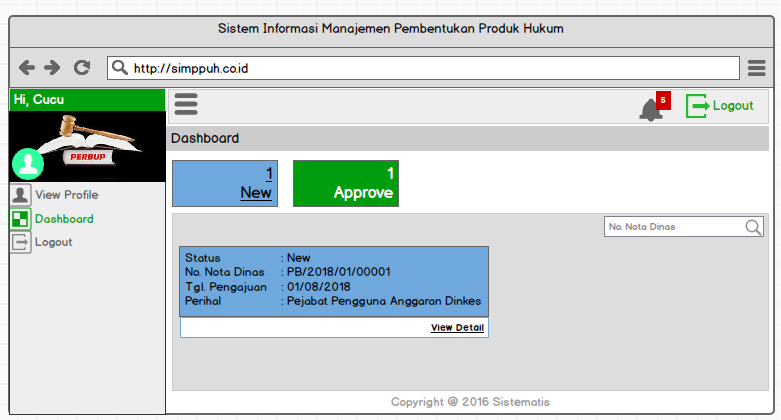 Sistem Informasi Manajemen Pembentukan Produk Hukum
http://simppuh.co.id
Hi, Cucu
PERBUP
View Profile
Dashboard
Logout
5
Logout
Dashboard
1
New
1
Approve
No. Nota Dinas
Status : New
No. Nota Dinas : PB/2018/01/00001
Tgl. Pengajuan : 01/08/2018
Perihal : Pejabat Pengguna Anggaran Dinkes
View Detail
Copyright @ 2016 Sistematis